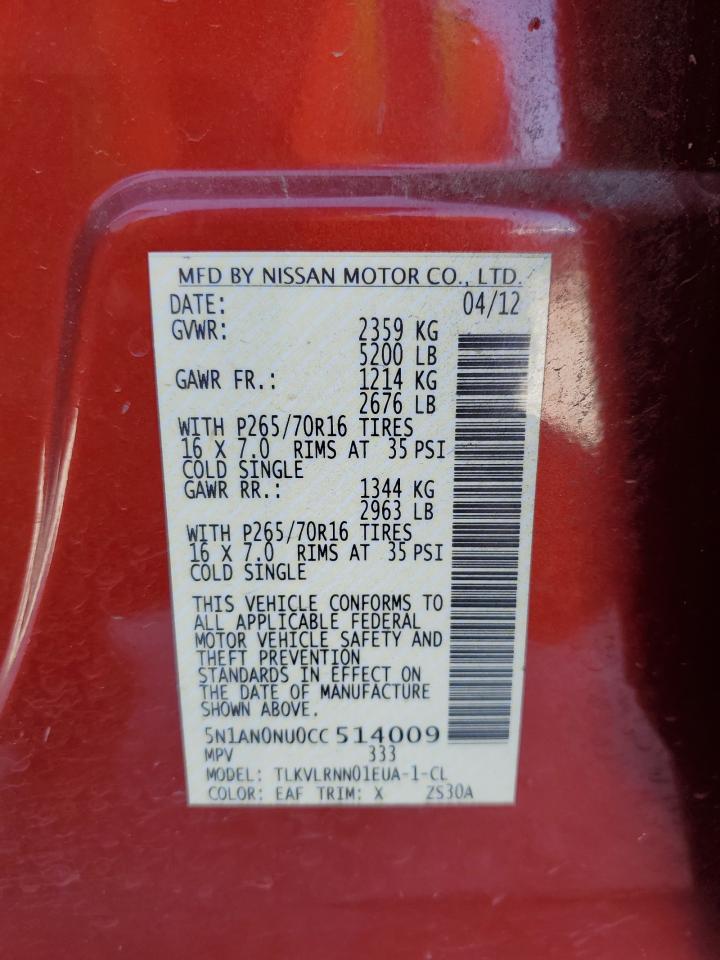 MFD BY NISSAN MOTOR CO., LTD.
DATE: 04/12
GVWR: 2359 KG
5200 LB
GAWR FR.: 1214 KG
2676 LB
WITH P265/70R16 TIRES
16 X 7.0 RIMS AT 35 PSI
COLD SINGLE
GAWR RR.: 1344 KG
2963 LB
WITH P265/70R16 TIRES
16 X 7.0 RIMS AT 35 PSI
COLD SINGLE
THIS VEHICLE CONFORMS TO
ALL APPLICABLE FEDERAL
MOTOR VEHICLE SAFETY AND
THEFT PREVENTION
STANDARDS IN EFFECT ON
THE DATE OF MANUFACTURE
SHOWN ABOVE.
5N1AN0NU0CC 514009
MPV 333
MODEL: TLKVLRNN01EUA-1-CL
COLOR: EAF TRIM: X ZS30A